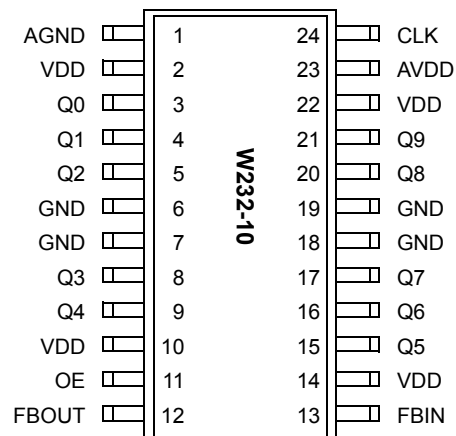 AGND 1 24 CLK
VDD 2 23 AVDD
Q0 3 22 VDD
Q1 4 21 Q9
Q2 5 20 Q8
GND 6 19 GND
GND 7 18 GND
Q3 8 17 Q7
Q4 9 16 Q6
VDD 10 15 Q5
OE 11 14 VDD
FBOUT 12 13 FBIN
W232-10